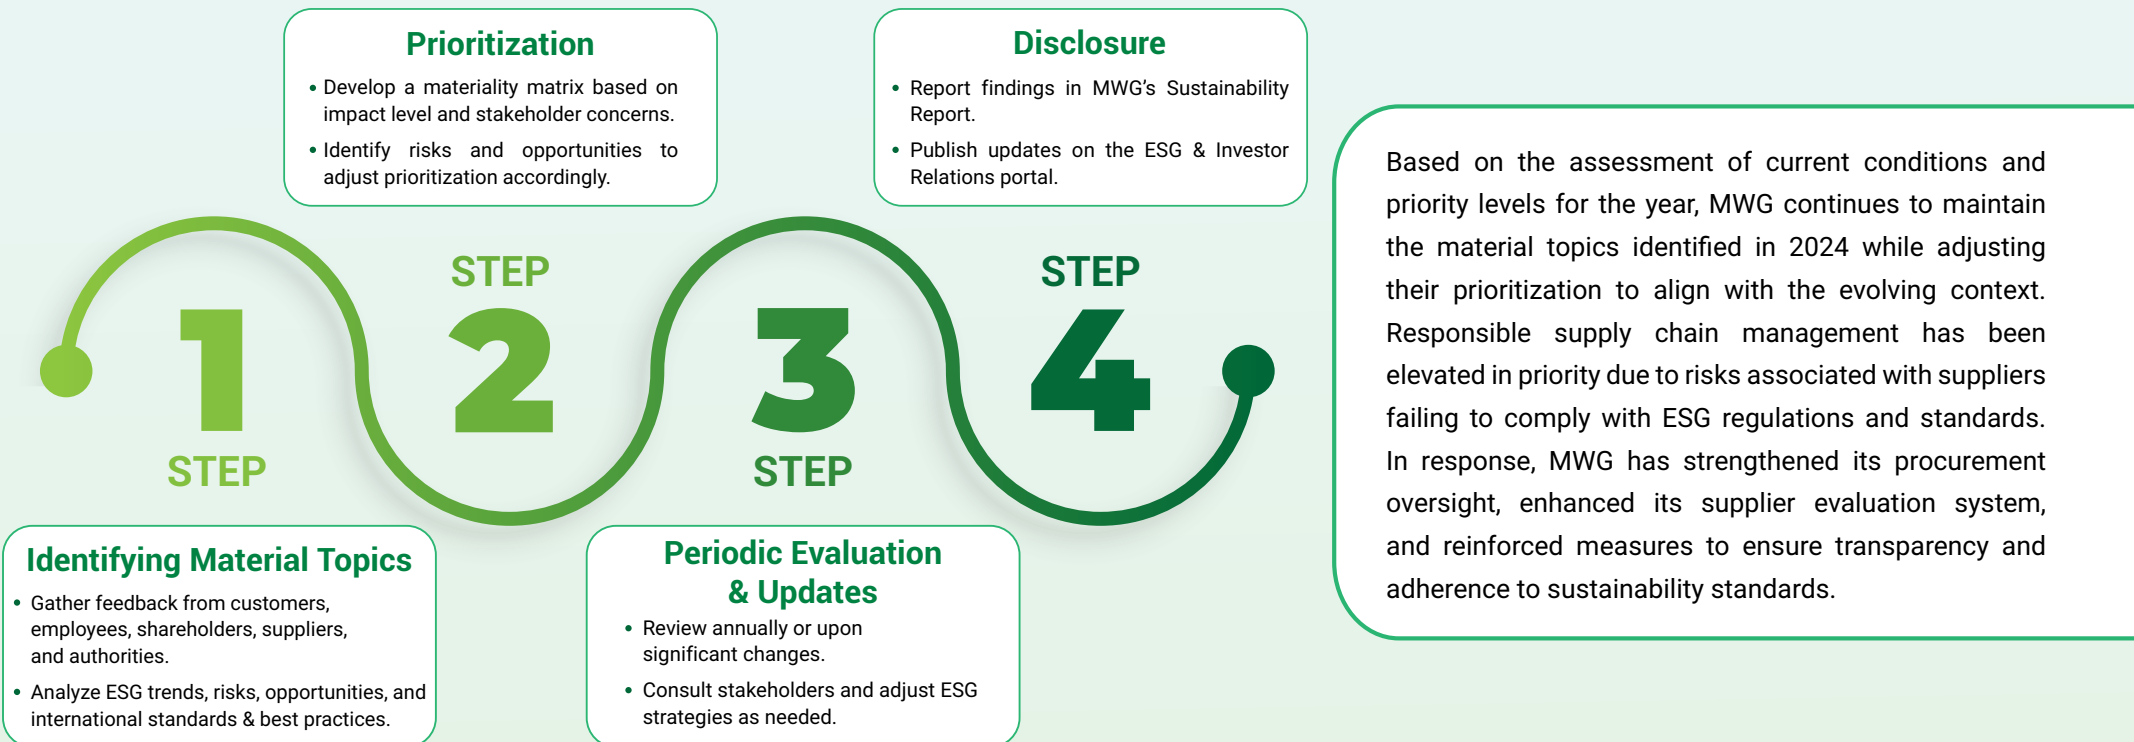 1
STEP
Identifying Material Topics
• Gather feedback from customers,
employees, shareholders, suppliers,
and authorities.
• Analyze ESG trends, risks, opportunities, and
international standards & best practices.
Prioritization
• Develop a materiality matrix based on
impact level and stakeholder concerns.
• Identify risks and opportunities to
adjust prioritization accordingly.
STEP
2
3
STEP
Periodic Evaluation
& Updates
• Review annually or upon
significant changes.
• Consult stakeholders and adjust ESG
strategies as needed.
Disclosure
• Report findings in MWG’s Sustainability
Report.
• Publish updates on the ESG & Investor
Relations portal.
STEP
4
Based on the assessment of current conditions and
priority levels for the year, MWG continues to maintain
the material topics identified in 2024 while adjusting
their prioritization to align with the evolving context.
Responsible supply chain management has been
elevated in priority due to risks associated with suppliers
failing to comply with ESG regulations and standards.
In response, MWG has strengthened its procurement
oversight, enhanced its supplier evaluation system,
and reinforced measures to ensure transparency and
adherence to sustainability standards.